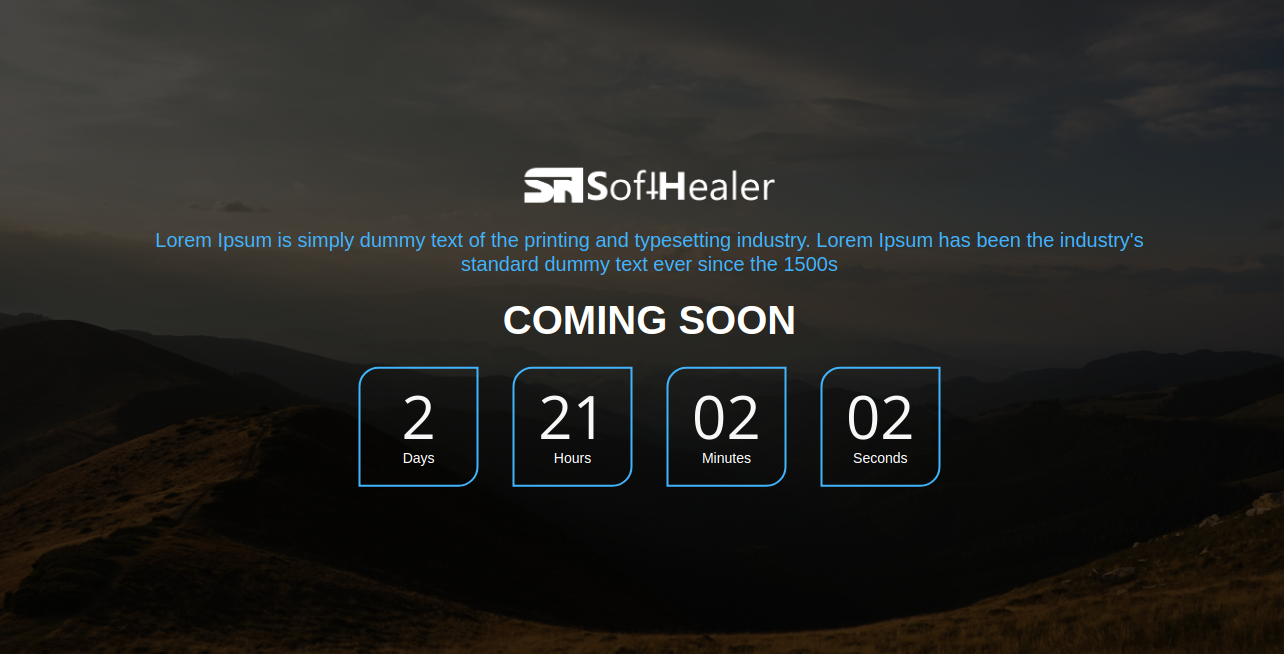 SH SoftHealer
Lorem Ipsum is simply dummy text of the printing and typesetting industry. Lorem Ipsum has been the industry's
standard dummy text ever since the 1500s
COMING SOON
2 21 02 02
Days Hours Minutes Seconds